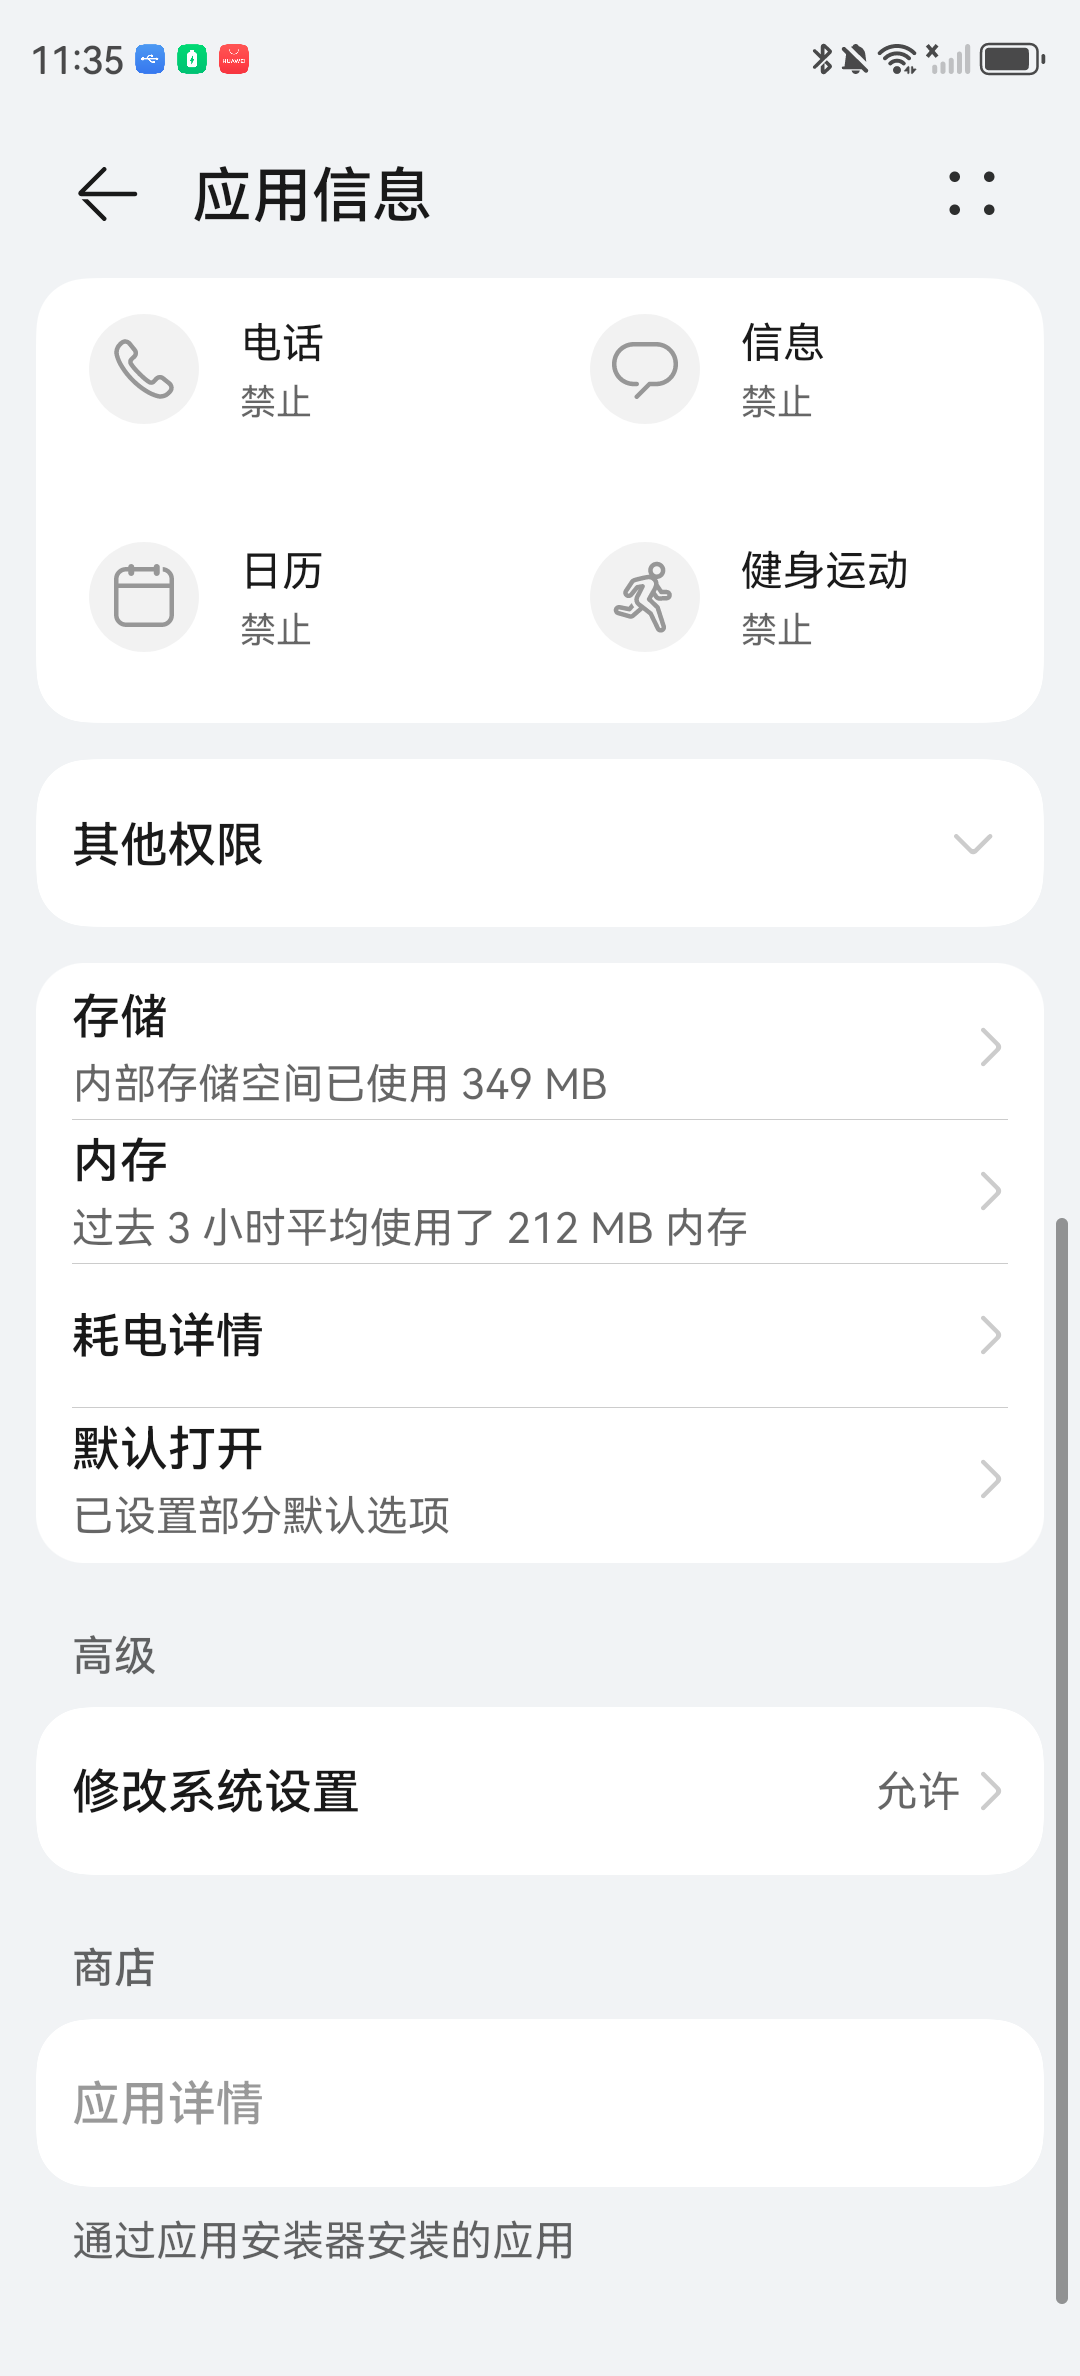 11:35
HUAWEI
应用信息
电话
禁止
信息
禁止
日历
禁止
健身运动
禁止
其他权限
存储
内部存储空间已使用 349 MB
内存
过去 3 小时平均使用了 212 MB 内存
耗电详情
默认打开
已设置部分默认选项
高级
修改系统设置
允许
商店
应用详情
通过应用安装器安装的应用